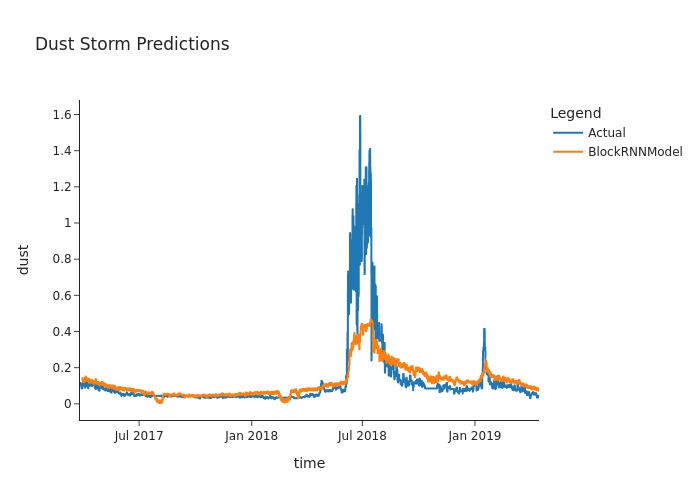 Dust Storm Predictions
Legend
Actual
BlockRNNModel
1.6
1.4
1.2
1
0.8
0.6
0.4
0.2
0
dust
Jul 2017
Jan 2018
Jul 2018
Jan 2019
time